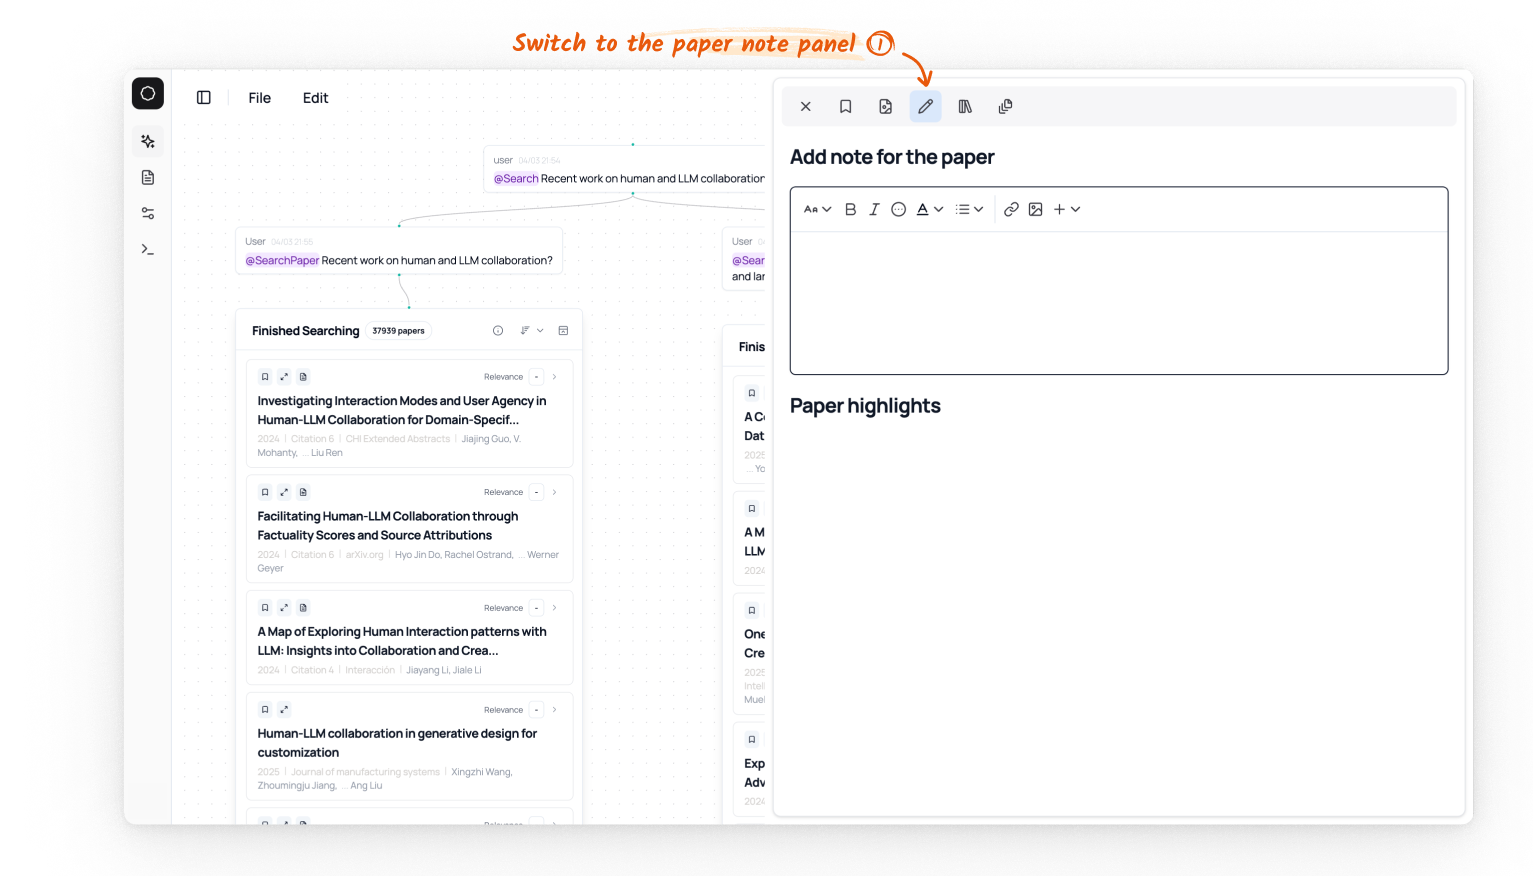 Switch to the paper note panel 1
File Edit
user 04/03 21:54
@Search Recent work on human and LLM collaboration
User 04/03 21:55
@SearchPaper Recent work on human and LLM collaboration?
Finished Searching 37939 papers
Relevance -
Investigating Interaction Modes and User Agency in
Human-LLM Collaboration for Domain-Specif...
2024 | Citation 6 | CHI Extended Abstracts | Jiajing Guo, V.
Mohanty, ... Liu Ren
Relevance -
Facilitating Human-LLM Collaboration through
Factuality Scores and Source Attributions
2024 | Citation 6 | arXiv.org | Hyo Jin Do, Rachel Ostrand, ... Werner
Geyer
Relevance -
A Map of Exploring Human Interaction patterns with
LLM: Insights into Collaboration and Crea...
2024 | Citation 4 | Interacción | Jiayang Li, Jiale Li
Relevance -
Human-LLM collaboration in generative design for
customization
2025 | Journal of manufacturing systems | Xingzhi Wang,
Zhoumingju Jiang, ... Ang Liu
User
@Sear
and lar
Finis
A Co
Dat
2025
... Yo
A M
LLM
2024
One
Cre
2025
Intell
Muel
Exp
Adv
2024
Add note for the paper
Aa B I A
Paper highlights